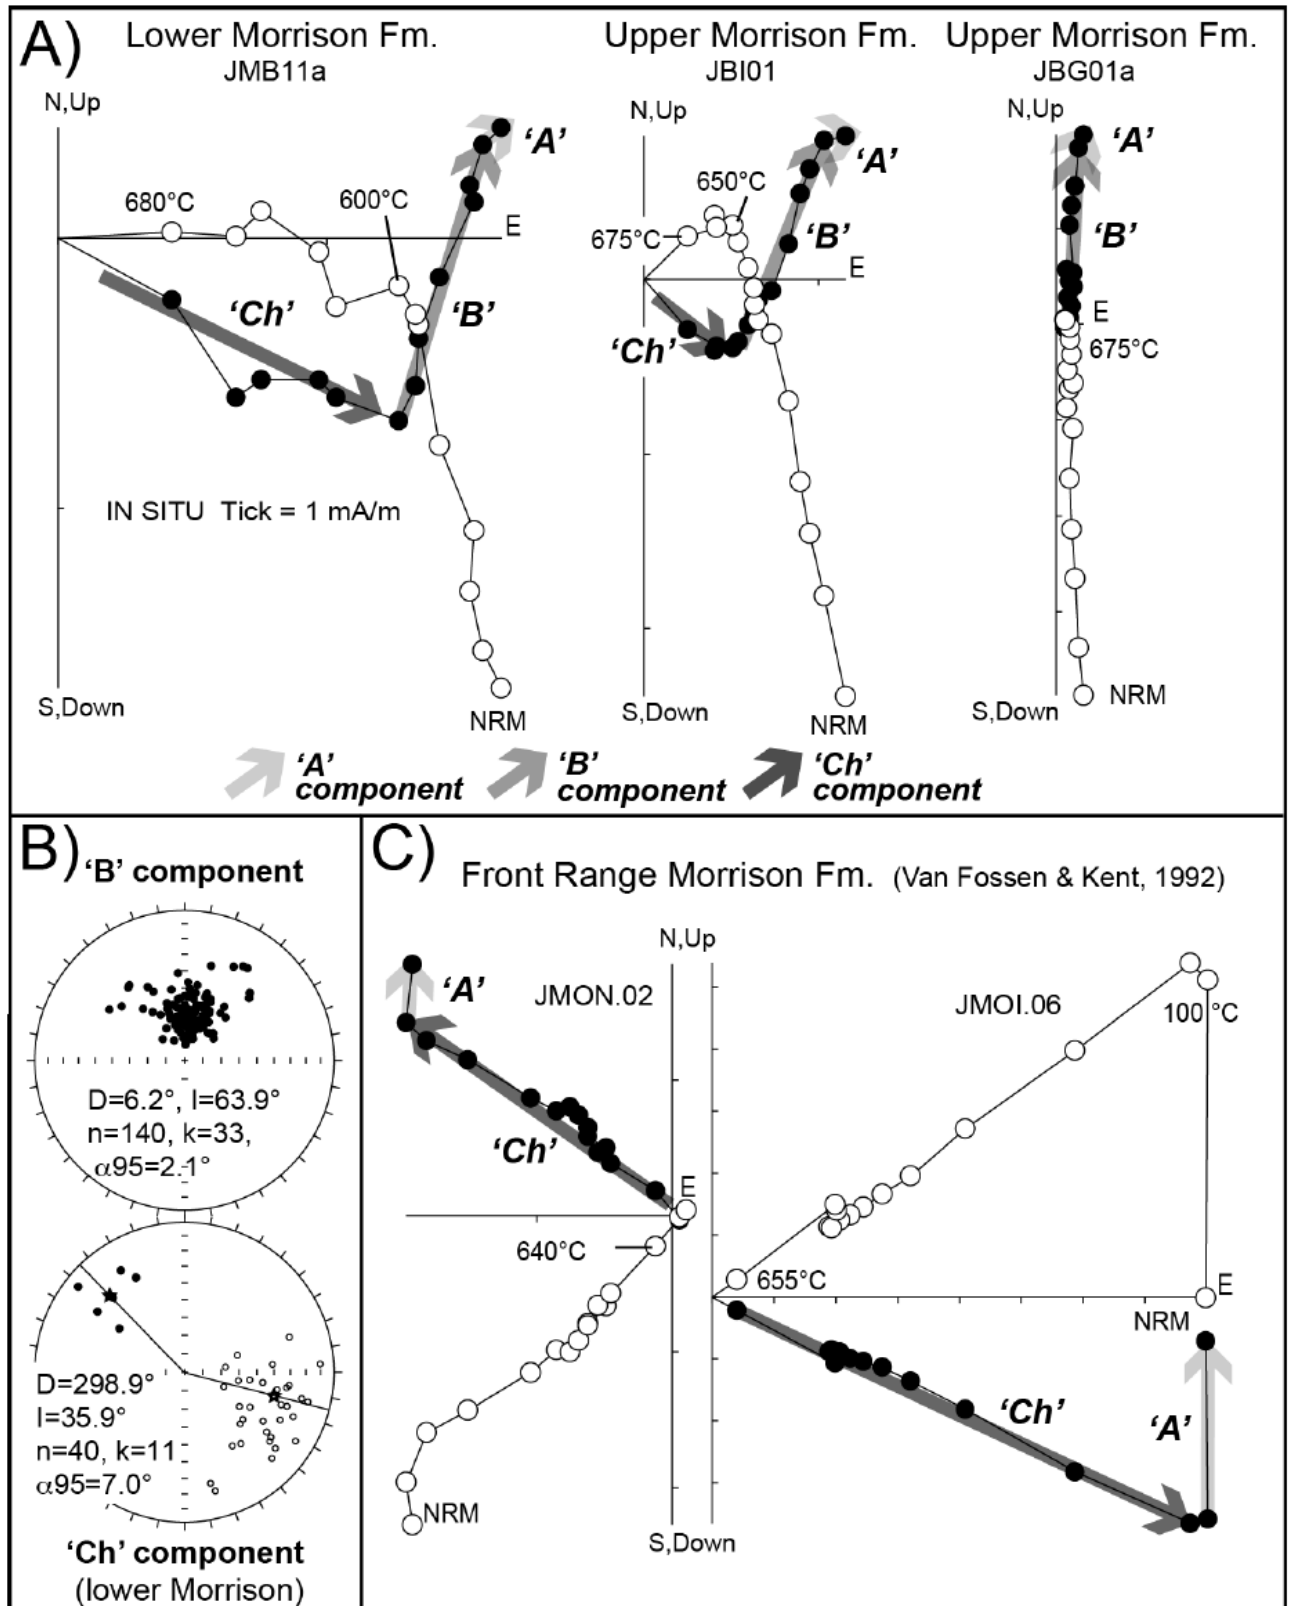 A)
Lower Morrison Fm.
JMB11a
Upper Morrison Fm.
JBI01
Upper Morrison Fm.
JBG01a
N,Up
680°C
600°C
'A'
E
'Ch'
'B'
IN SITU Tick = 1 mA/m
S,Down
NRM
N,Up
650°C
675°C
'A'
'B'
E
'Ch'
S,Down
NRM
N,Up
'A'
'B'
E
675°C
S,Down
NRM
'A'
component
'B'
component
'Ch'
component
B)
'B' component
D=6.2°, I=63.9°
n=140, k=33,
α95=2.1°
D=298.9°
I=35.9°
n=40, k=11
α95=7.0°
'Ch' component
(lower Morrison)
C)
Front Range Morrison Fm. (Van Fossen & Kent, 1992)
N,Up
JMON.02
'A'
'Ch'
E
640°C
NRM
S,Down
JMOI.06
100 °C
655°C
E
NRM
'Ch'
'A'